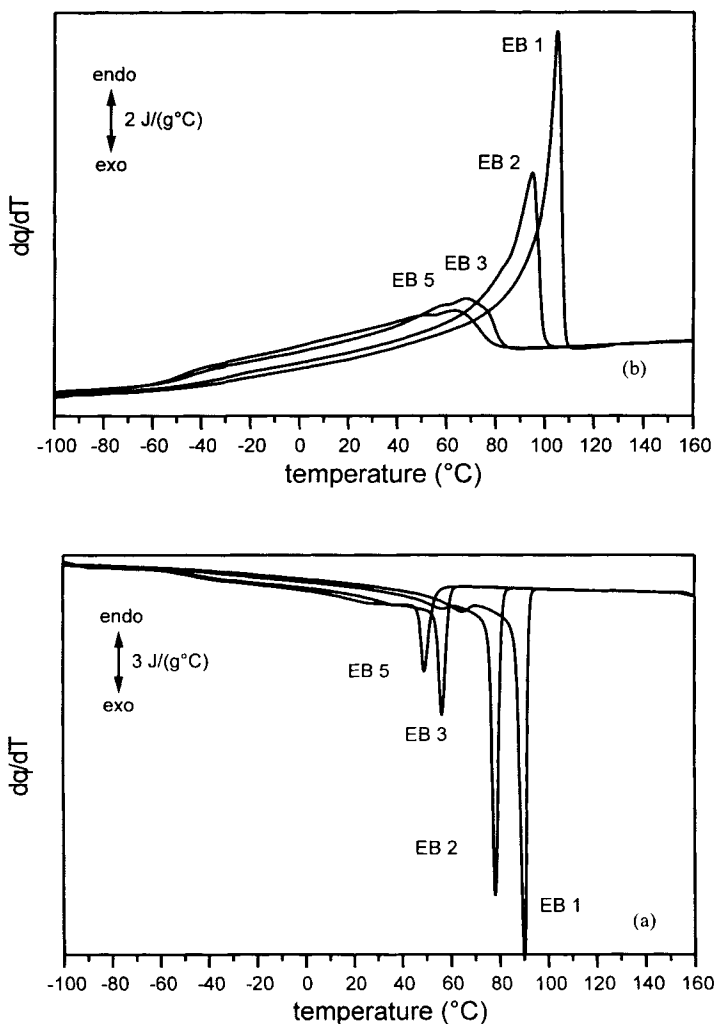 EB 1
endo
2 J/(g°C)
exo
EB 2
EB 3
EB 5
dq/dT
(b)
-100 -80 -60 -40 -20 0 20 40 60 80 100 120 140 160
temperature (°C)
endo
3 J/(g°C)
exo
EB 5
EB 3
dq/dT
EB 2
EB 1
(a)
-100 -80 -60 -40 -20 0 20 40 60 80 100 120 140 160
temperature (°C)